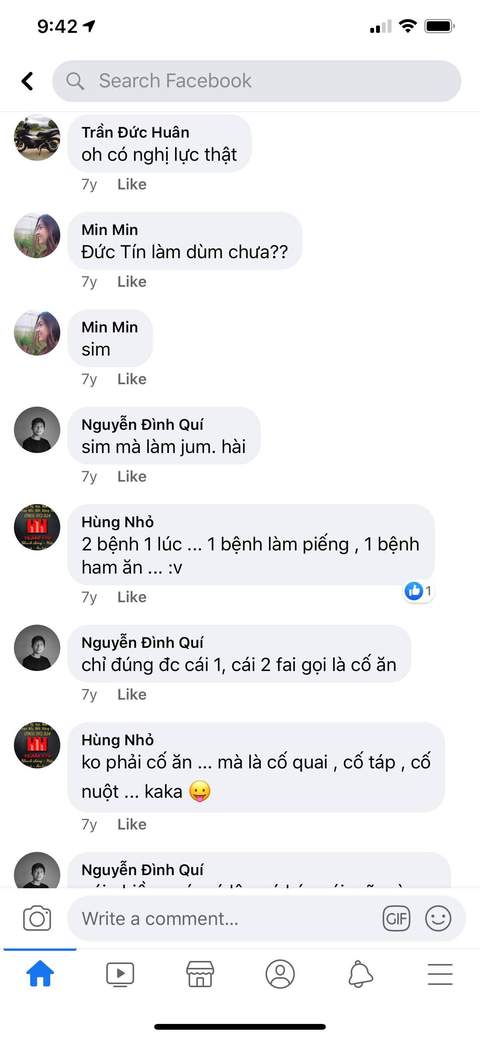 9:42
Search Facebook
Trần Đức Huân
oh có nghị lực thật
7y Like
Min Min
Đức Tín làm dùm chưa??
7y Like
Min Min
sim
7y Like
Nguyễn Đình Quí
sim mà làm jum. hài
7y Like
Hùng Nhỏ
2 bệnh 1 lúc ... 1 bệnh làm piếng , 1 bệnh
ham ăn ... :v
1
7y Like
Nguyễn Đình Quí
chỉ đúng đc cái 1, cái 2 fai gọi là cố ăn
7y Like
Hùng Nhỏ
ko phải cố ăn ... mà là cố quai , cố táp , cố
nuột ... kaka 😛
7y Like
Nguyễn Đình Quí
Write a comment...
GIF